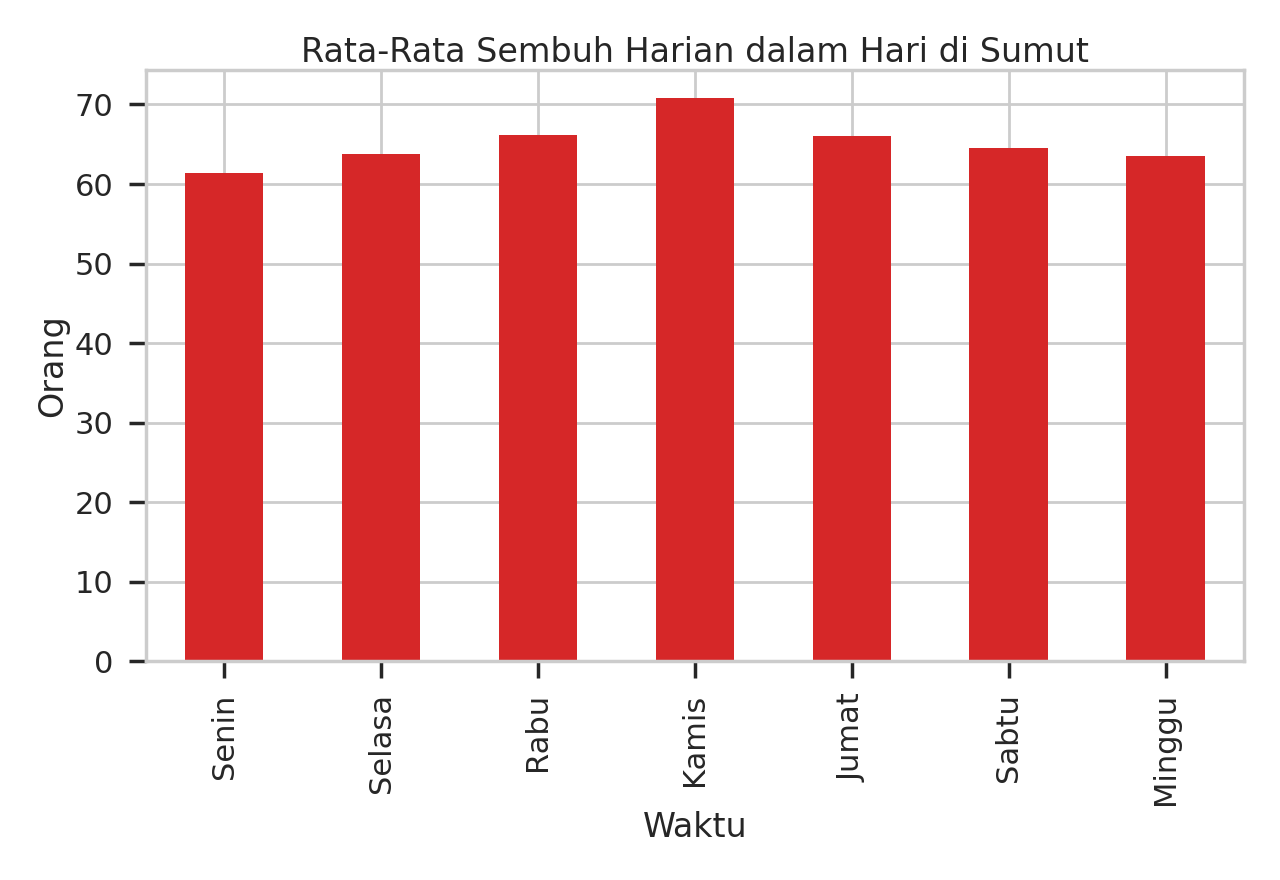 Rata-Rata Sembuh Harian dalam Hari di Sumut
Orang
70
60
50
40
30
20
10
0
Senin
Selasa
Rabu
Kamis
Jumat
Sabtu
Minggu
Waktu